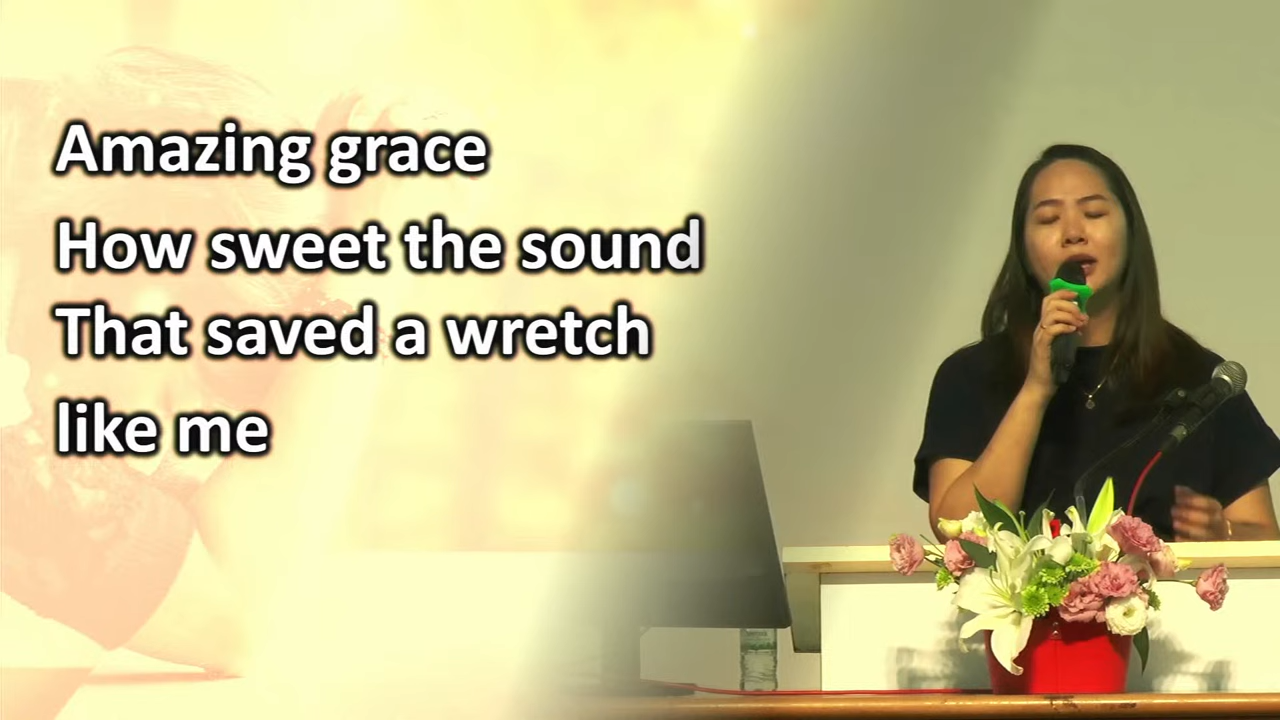 Amazing grace
How sweet the sound
That saved a wretch
like me